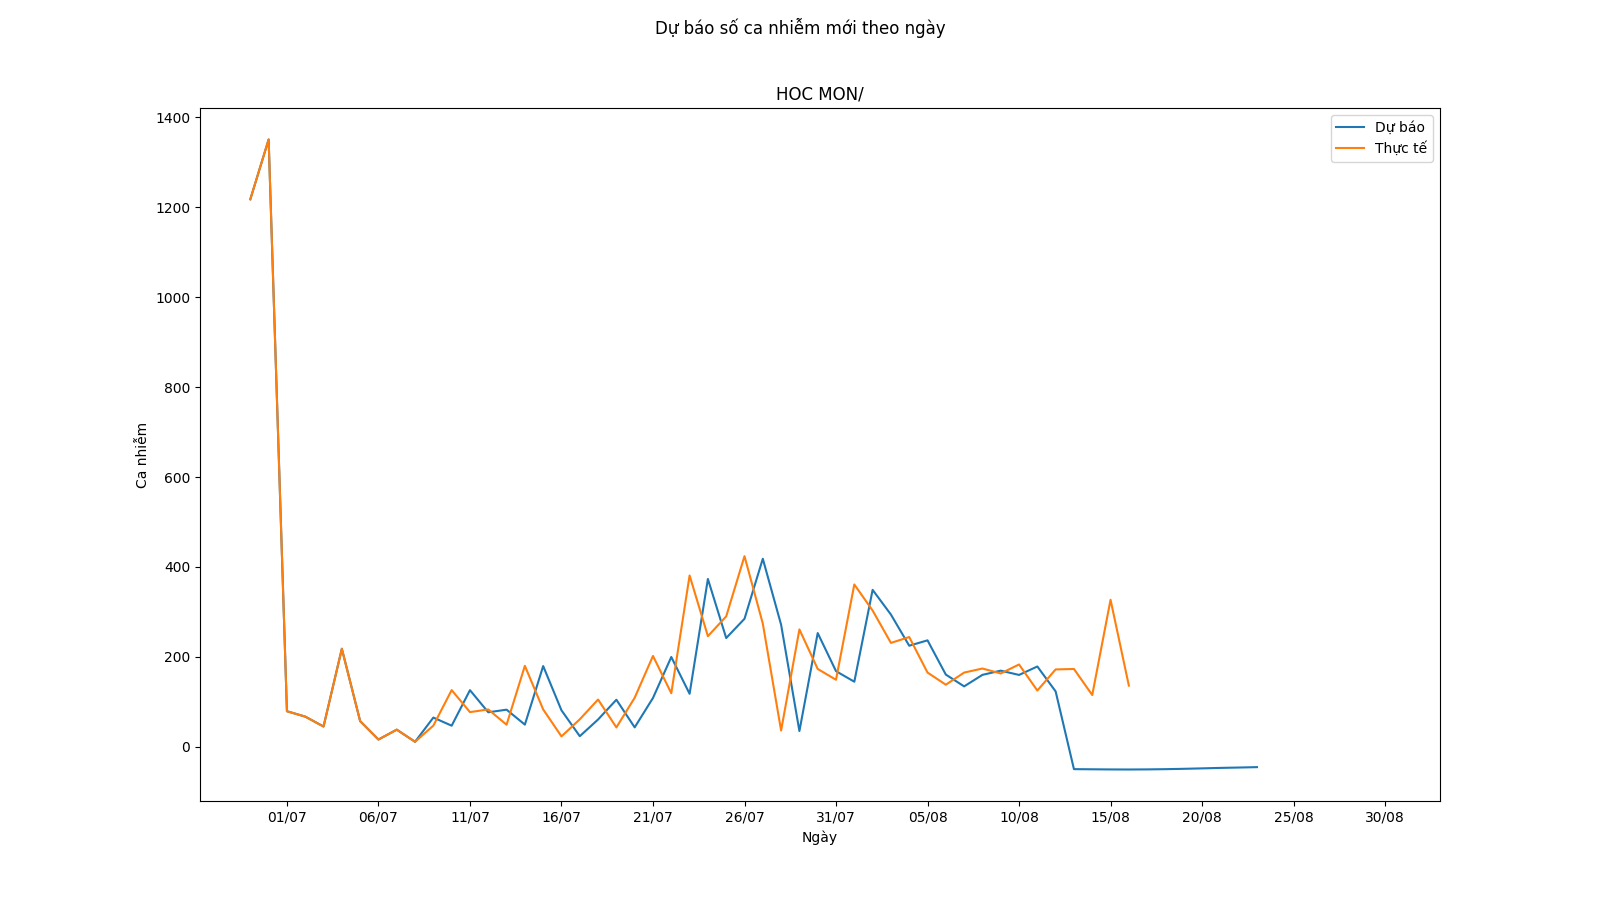 Dự báo số ca nhiễm mới theo ngày
HOC MON/
Dự báo
Thực tế
1400
1200
1000
800
600
400
200
0
Ca nhiễm
01/07 06/07 11/07 16/07 21/07 26/07 31/07 05/08 10/08 15/08 20/08 25/08 30/08
Ngày